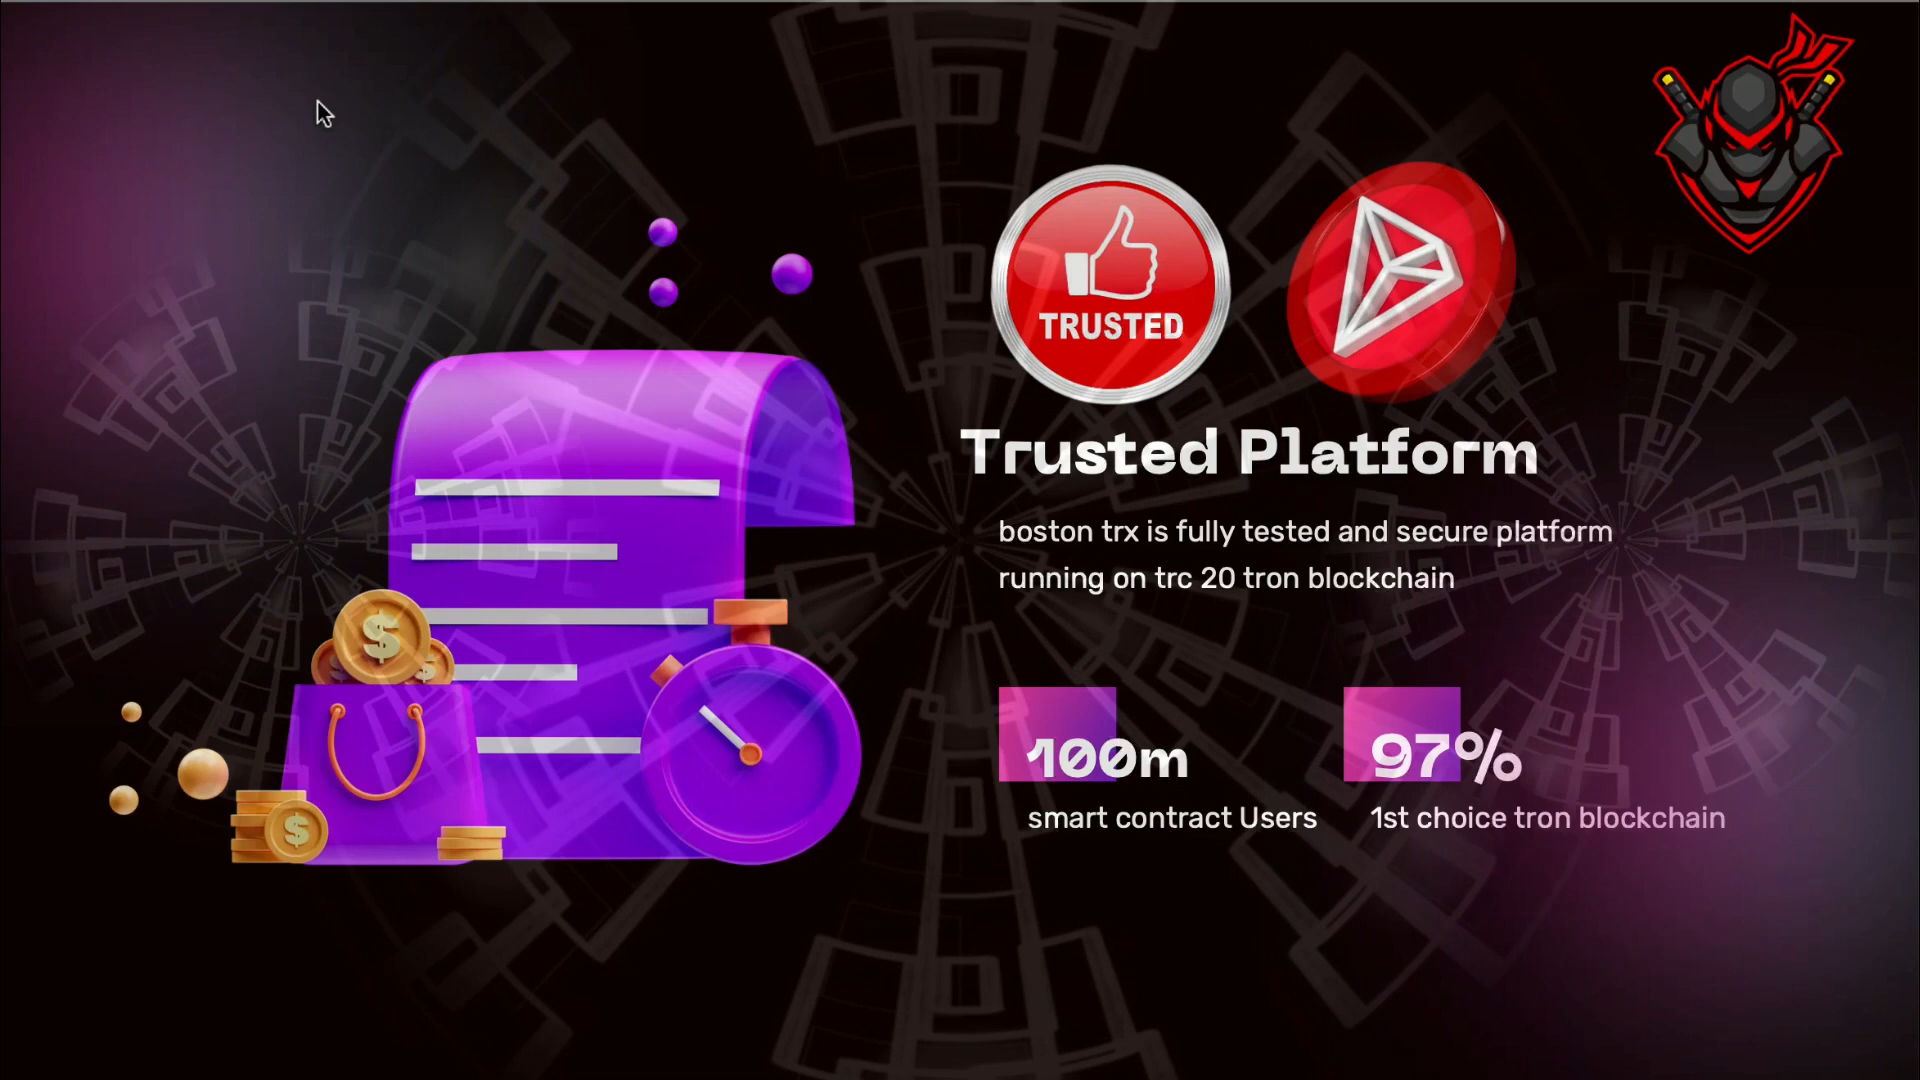 TRUSTED
Trusted Platform
boston trx is fully tested and secure platform
running on trc 20 tron blockchain
100m
97%
smart contract Users
1st choice tron blockchain